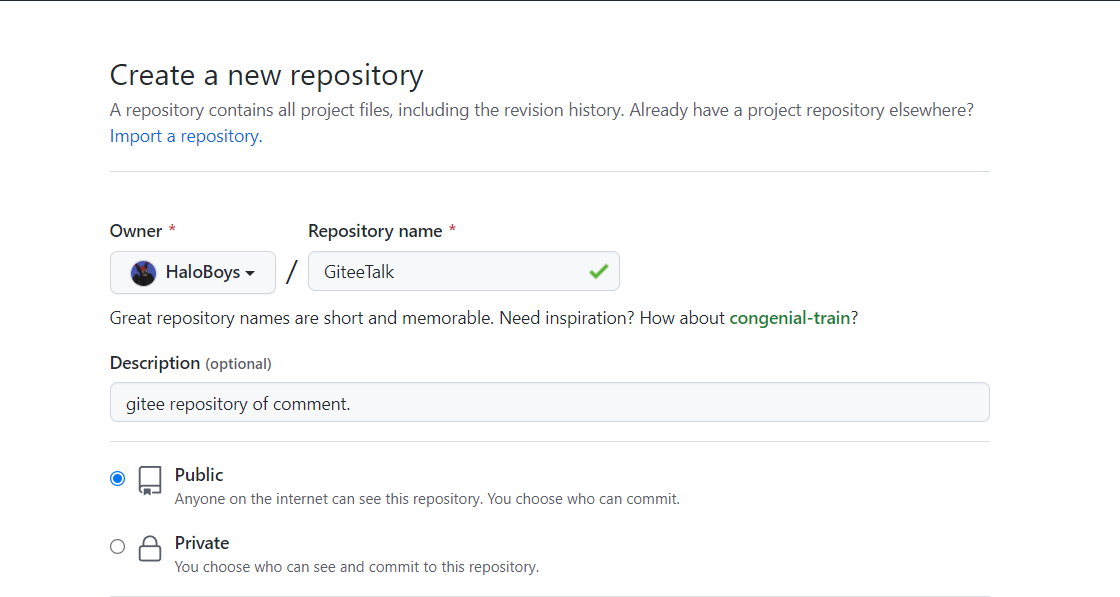 Create a new repository
A repository contains all project files, including the revision history. Already have a project repository elsewhere?
Import a repository.
Owner * Repository name *
HaloBoys / GiteeTalk
Great repository names are short and memorable. Need inspiration? How about congenial-train?
Description (optional)
gitee repository of comment.
Public
Anyone on the internet can see this repository. You choose who can commit.
Private
You choose who can see and commit to this repository.